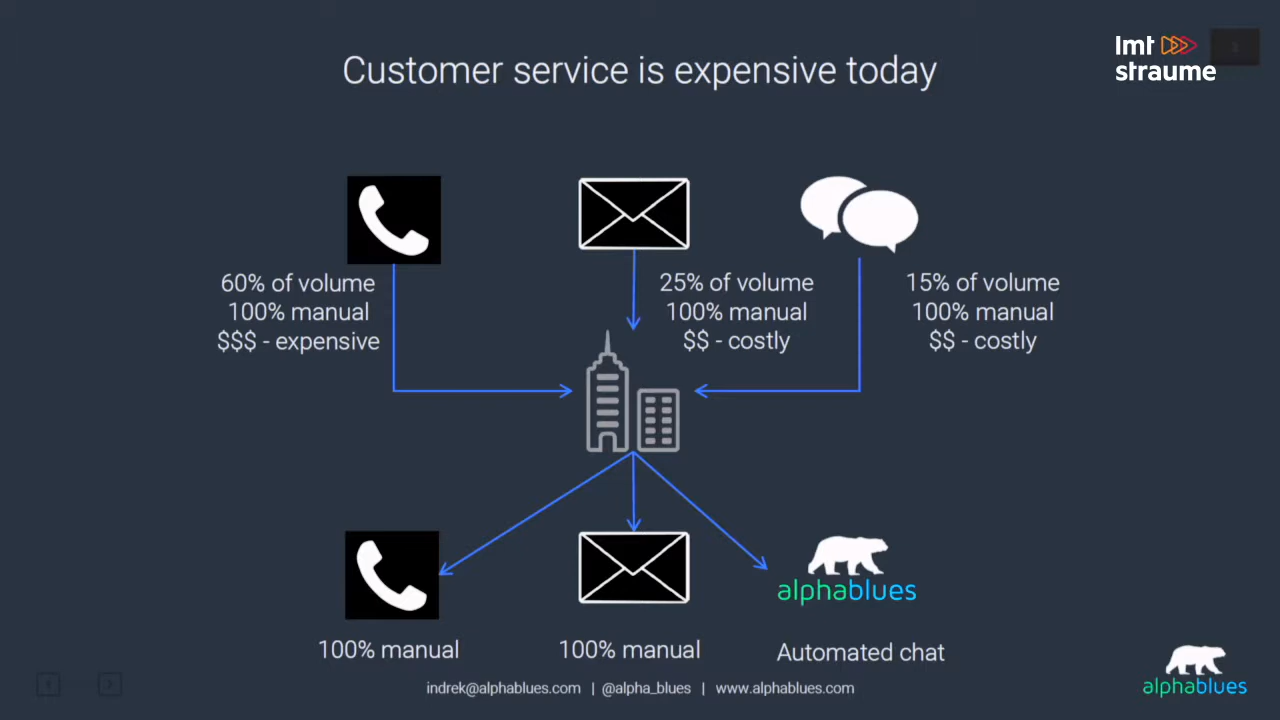 Customer service is expensive today
lmt
straume
60% of volume
100% manual
$$$ - expensive
25% of volume
100% manual
$$ - costly
15% of volume
100% manual
$$ - costly
alphablues
100% manual
100% manual
Automated chat
indrek@alphablues.com | @alpha_blues | www.alphablues.com
alphablues